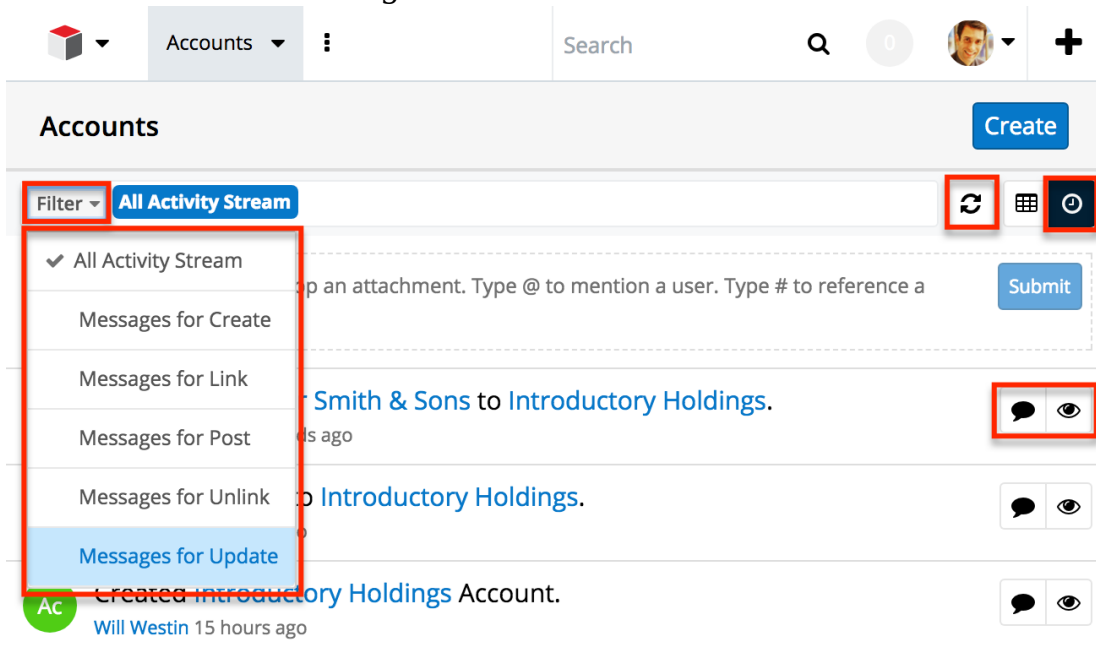 Accounts
Search
0
Accounts
Create
Filter
All Activity Stream
All Activity Stream
an attachment. Type @ to mention a user. Type # to reference a
Submit
Messages for Create
Messages for Link
Smith & Sons to Introductory Holdings.
Messages for Post
ago
Messages for Unlink
Introductory Holdings.
Messages for Update
Created Introductory Holdings Account.
Ac
Will Westin 15 hours ago